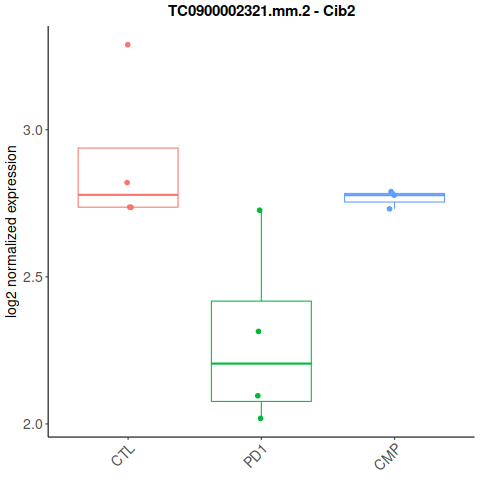 TC0900002321.mm.2 - Cib2
log2 normalized expression
3.0
2.5
2.0
CTL
PD1
CMP